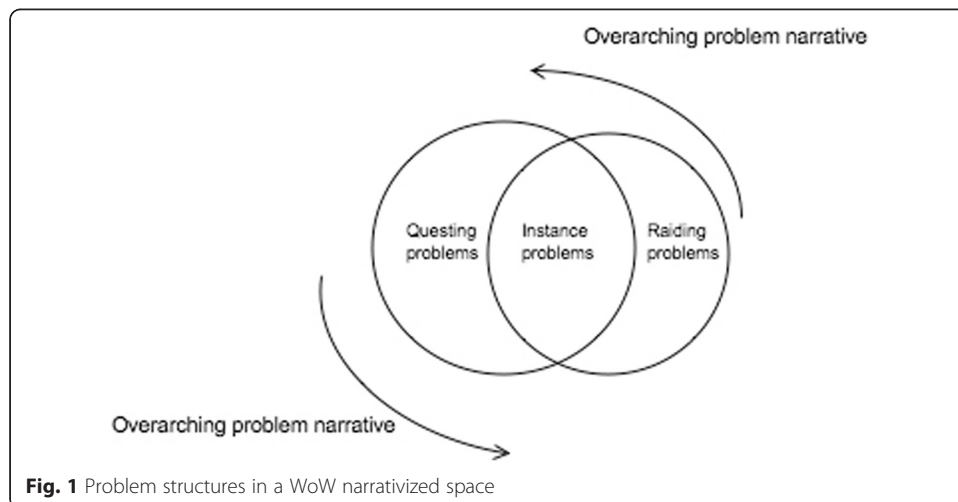 Overarching problem narrative
Questing
problems
Instance
problems
Raiding
problems
Overarching problem narrative
Fig. 1 Problem structures in a WoW narrativized space